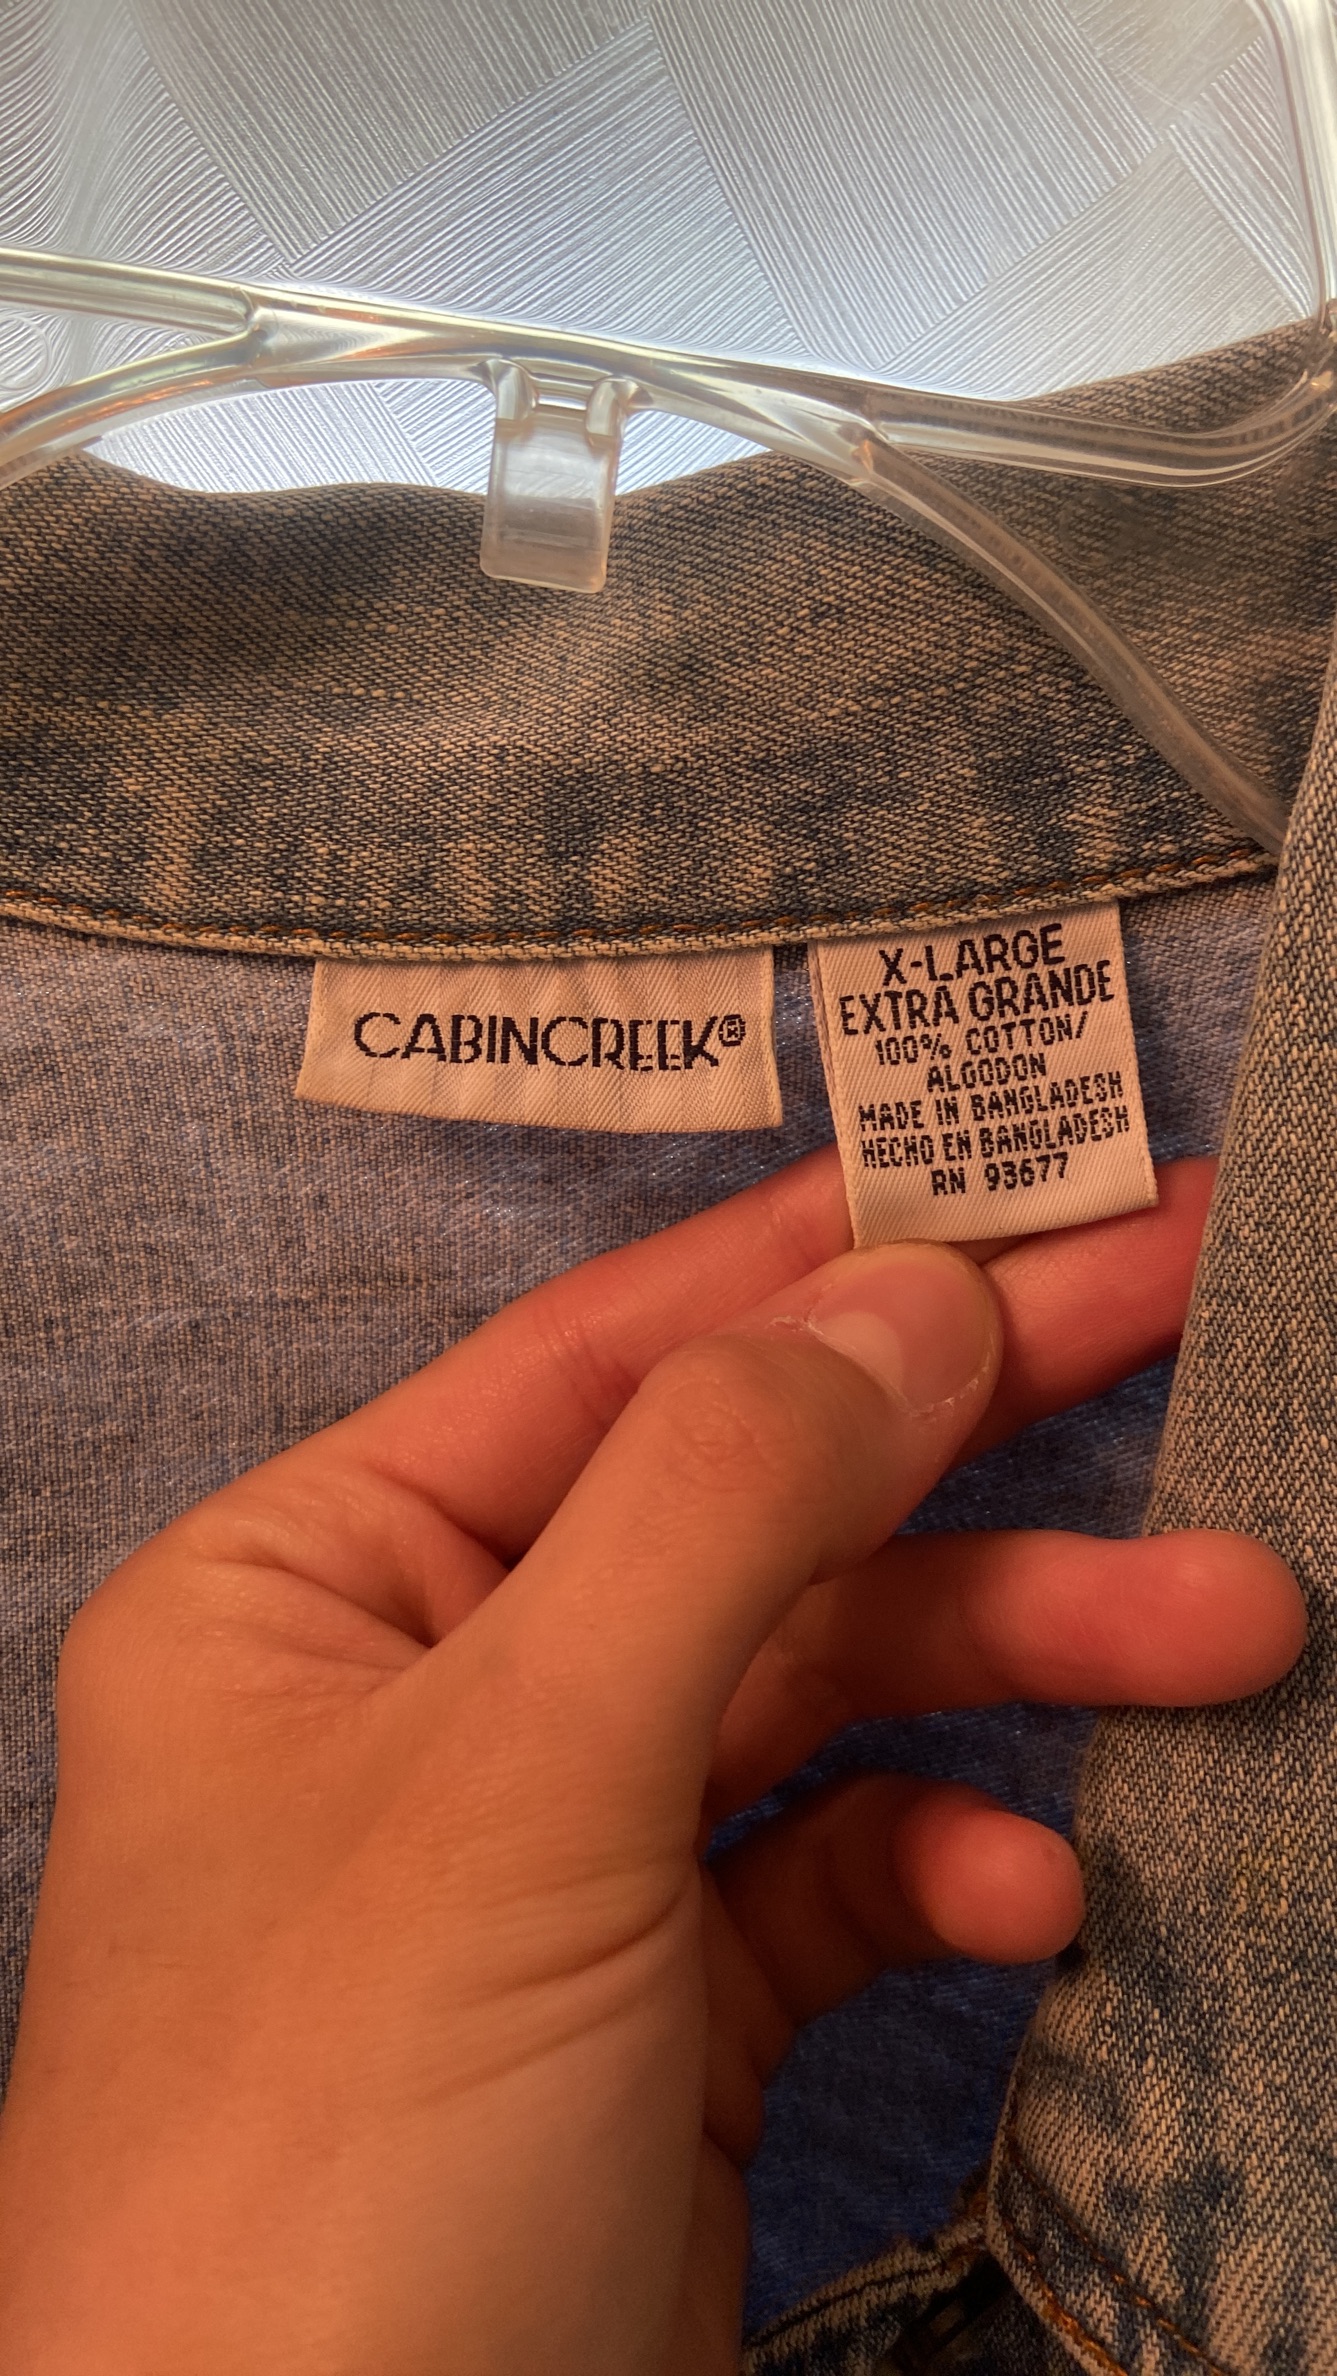 CABINCREEK®
X-LARGE
EXTRA GRANDE
100% COTTON/
ALGODON
MADE IN BANGLADESH
HECHO EN BANGLADESH
RN 93677